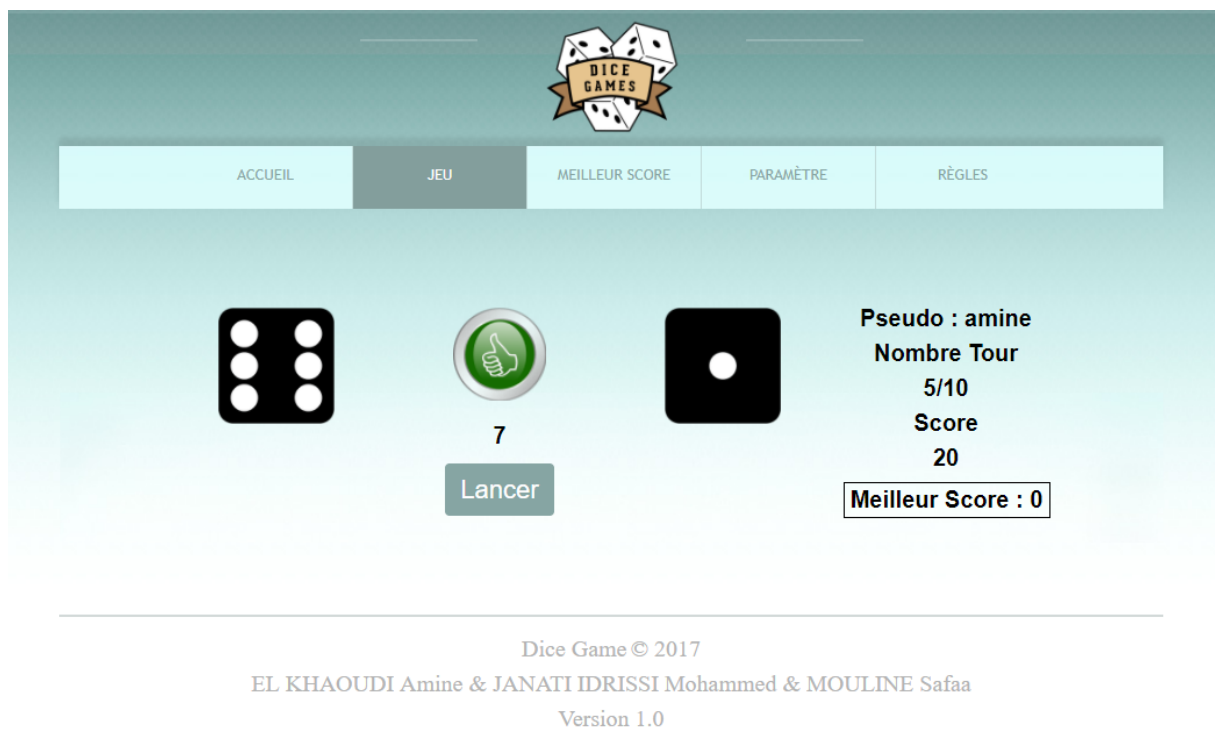 DICE
GAMES
ACCUEIL JEU MEILLEUR SCORE PARAMÈTRE RÈGLES
Pseudo : amine
Nombre Tour
5/10
Score
20
Meilleur Score : 0
7
Lancer
Dice Game © 2017
EL KHAOUDI Amine & JANATI IDRISSI Mohammed & MOULINE Safaa
Version 1.0